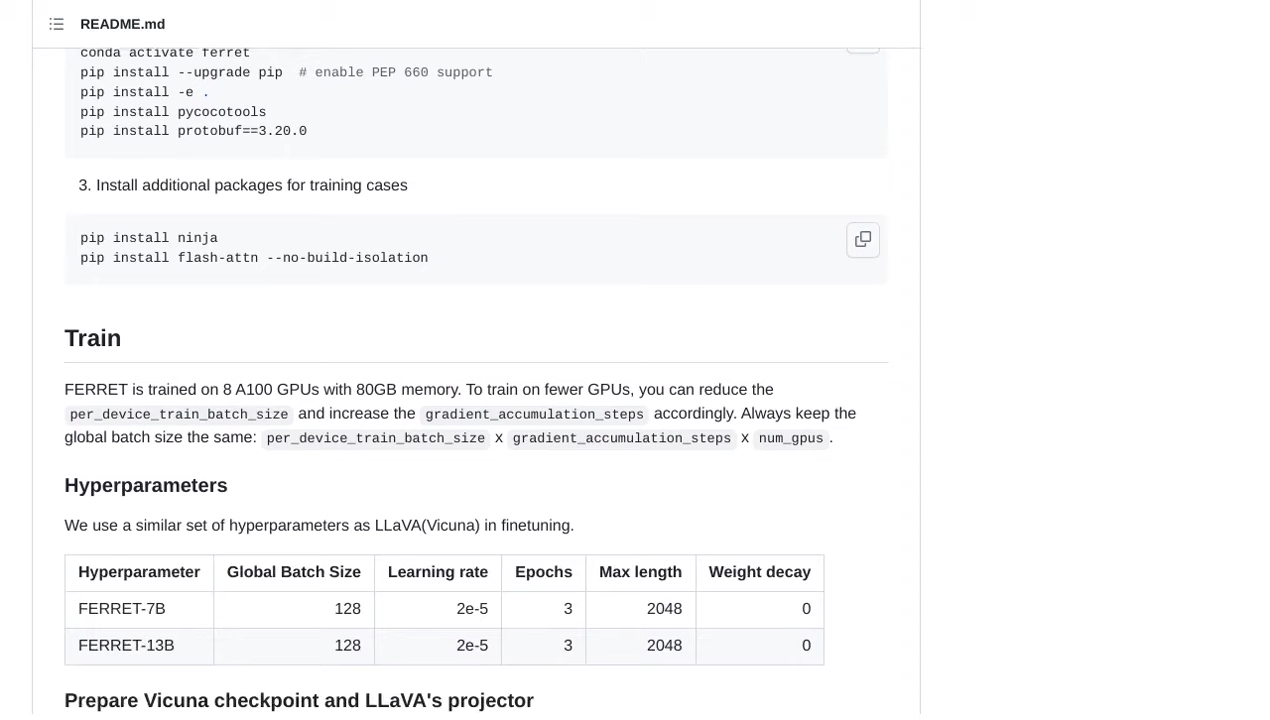 README.md
conda activate ferret
pip install --upgrade pip  # enable PEP 660 support
pip install -e .
pip install pycocotools
pip install protobuf==3.20.0
3. Install additional packages for training cases
pip install ninja
pip install flash-attn --no-build-isolation
Train
FERRET is trained on 8 A100 GPUs with 80GB memory. To train on fewer GPUs, you can reduce the
per_device_train_batch_size and increase the gradient_accumulation_steps accordingly. Always keep the
global batch size the same: per_device_train_batch_size x gradient_accumulation_steps x num_gpus.
Hyperparameters
We use a similar set of hyperparameters as LLaVA(Vicuna) in finetuning.
Hyperparameter Global Batch Size Learning rate Epochs Max length Weight decay
FERRET-7B 128 2e-5 3 2048 0
FERRET-13B 128 2e-5 3 2048 0
Prepare Vicuna checkpoint and LLaVA's projector